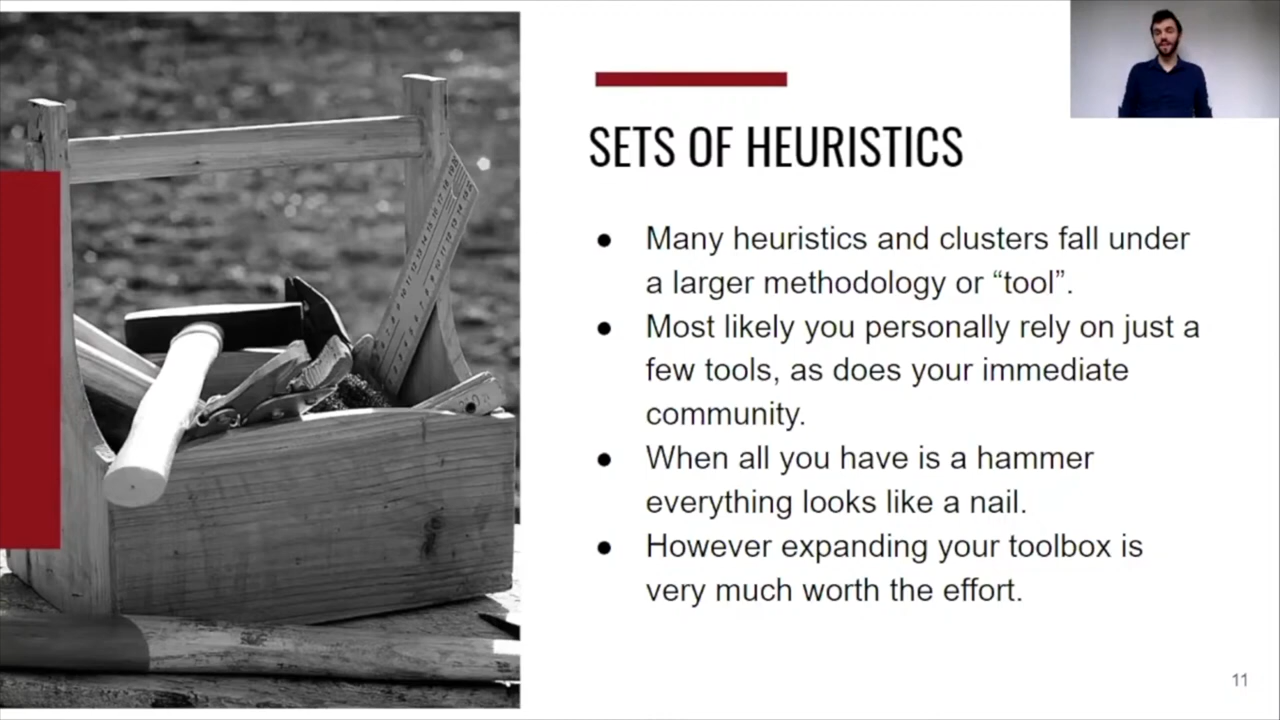 SETS OF HEURISTICS
● Many heuristics and clusters fall under
a larger methodology or “tool”.
● Most likely you personally rely on just a
few tools, as does your immediate
community.
● When all you have is a hammer
everything looks like a nail.
● However expanding your toolbox is
very much worth the effort.
11